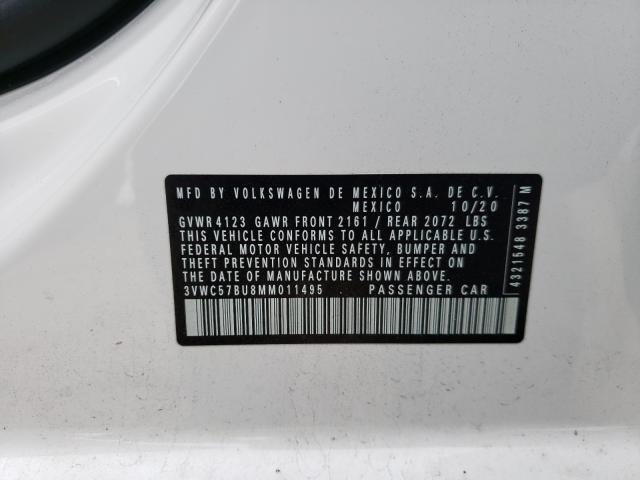 MFD BY VOLKSWAGEN DE MEXICO S.A. DE C.V.
MEXICO 10/20
GVWR 4123 GAWR FRONT 2161 / REAR 2072 LBS
THIS VEHICLE CONFORMS TO ALL APPLICABLE U.S.
FEDERAL MOTOR VEHICLE SAFETY, BUMPER AND
THEFT PREVENTION STANDARDS IN EFFECT ON THE
DATE OF MANUFACTURE SHOWN ABOVE.
3VWC57BU8MM011495 PASSENGER CAR
4321548 3387 M